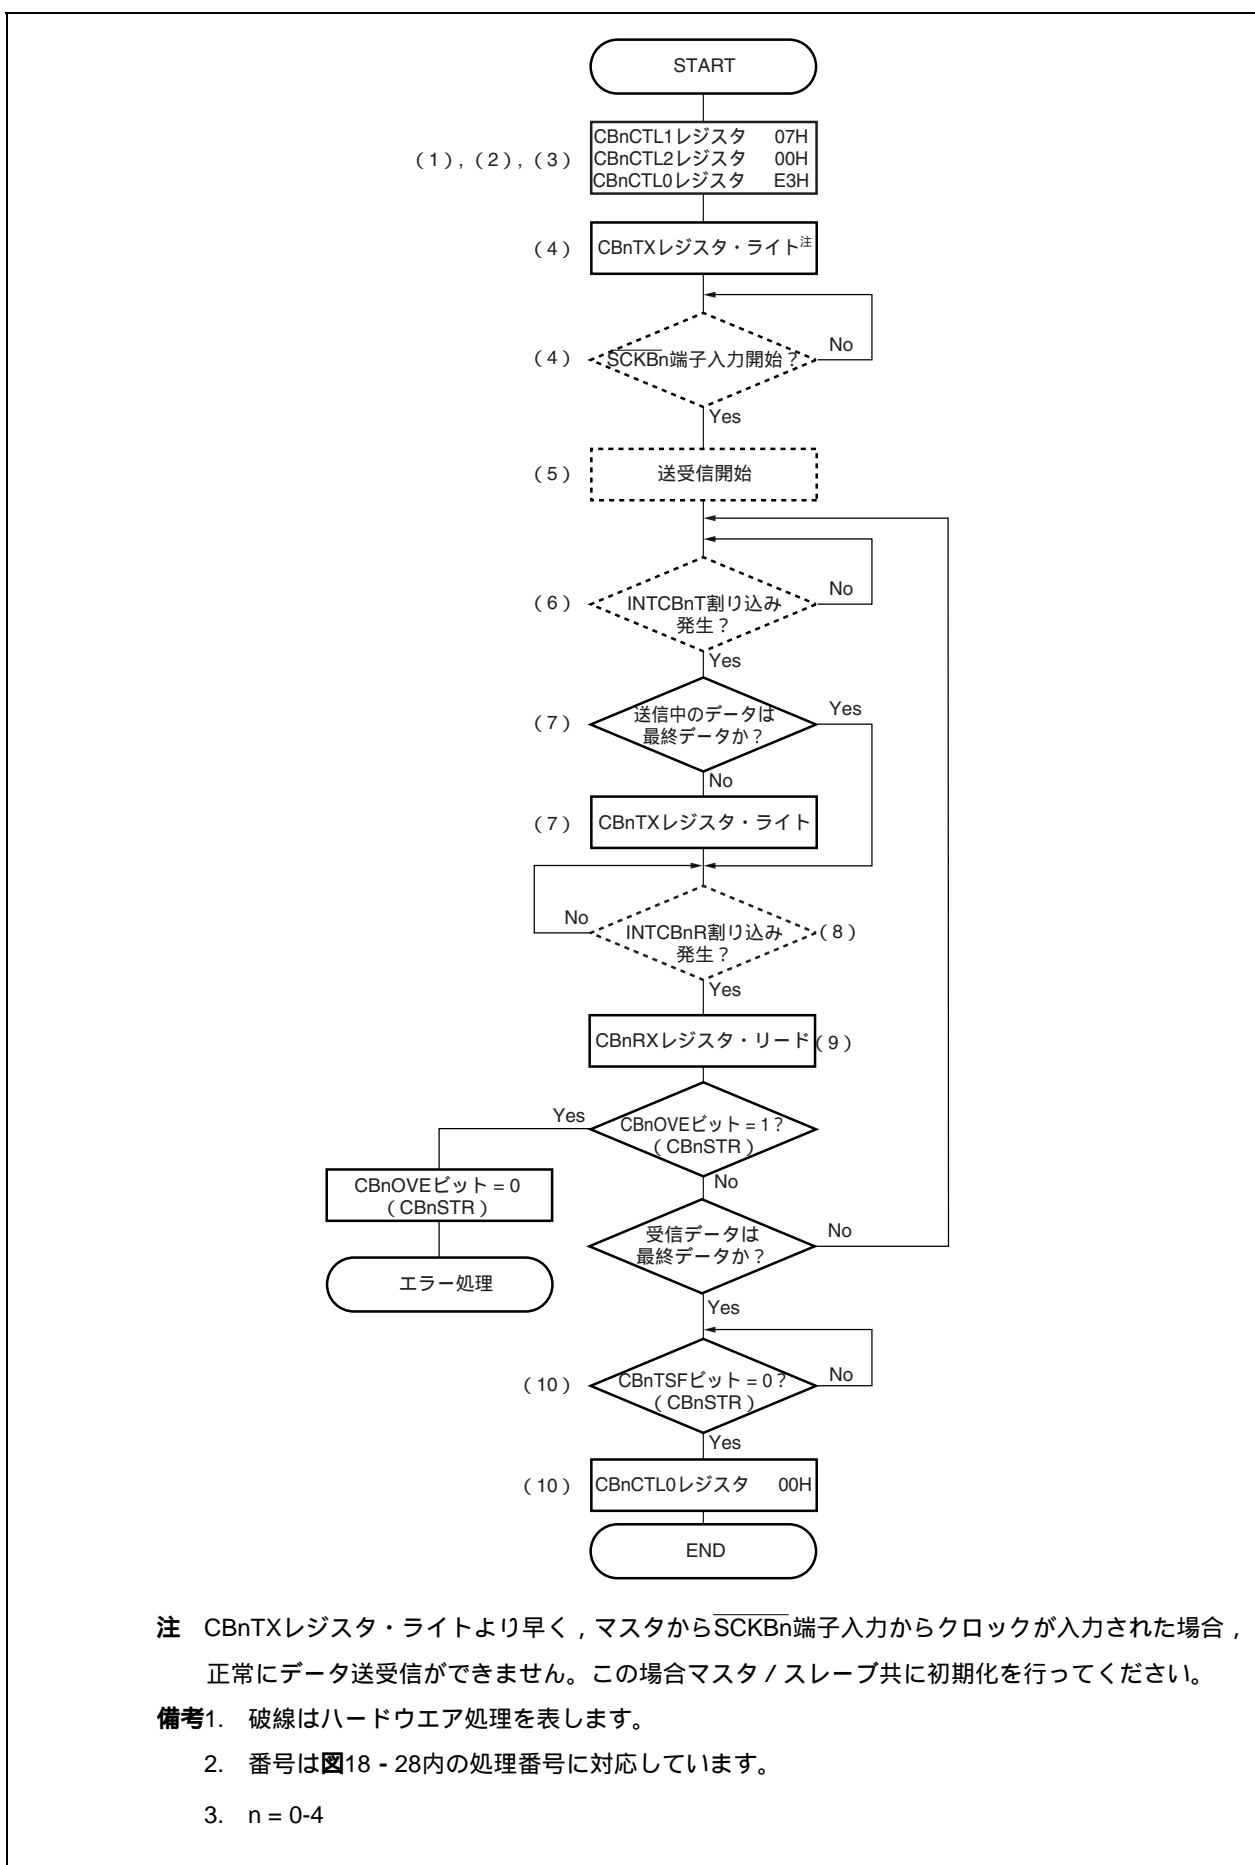 START
CBnCTL1レジスタ 07H
(1), (2), (3) CBnCTL2レジスタ 00H
CBnCTL0レジスタ E3H
(4) CBnTXレジスタ・ライト注
No
(4) SCKBn端子入力開始?
Yes
(5) 送受信開始
No
(6) INTCBnT割り込み
発生?
Yes
送信中のデータは Yes
(7) 最終データか?
No
(7) CBnTXレジスタ・ライト
No
INTCBnR割り込み (8)
発生?
Yes
CBnRXレジスタ・リード (9)
Yes
CBnOVEビット = 1?
(CBnSTR)
No
CBnOVEビット = 0
(CBnSTR)
受信データは No
最終データか?
エラー処理
Yes
(10) CBnTSFビット = 0? No
(CBnSTR)
Yes
(10) CBnCTL0レジスタ 00H
END
注 CBnTXレジスタ・ライトより早く,マスタからSCKBn端子入力からクロックが入力された場合,
正常にデータ送受信ができません。この場合マスタ/スレーブ共に初期化を行ってください。
備考1. 破線はハードウエア処理を表します。
2. 番号は図18-28内の処理番号に対応しています。
3. n = 0-4